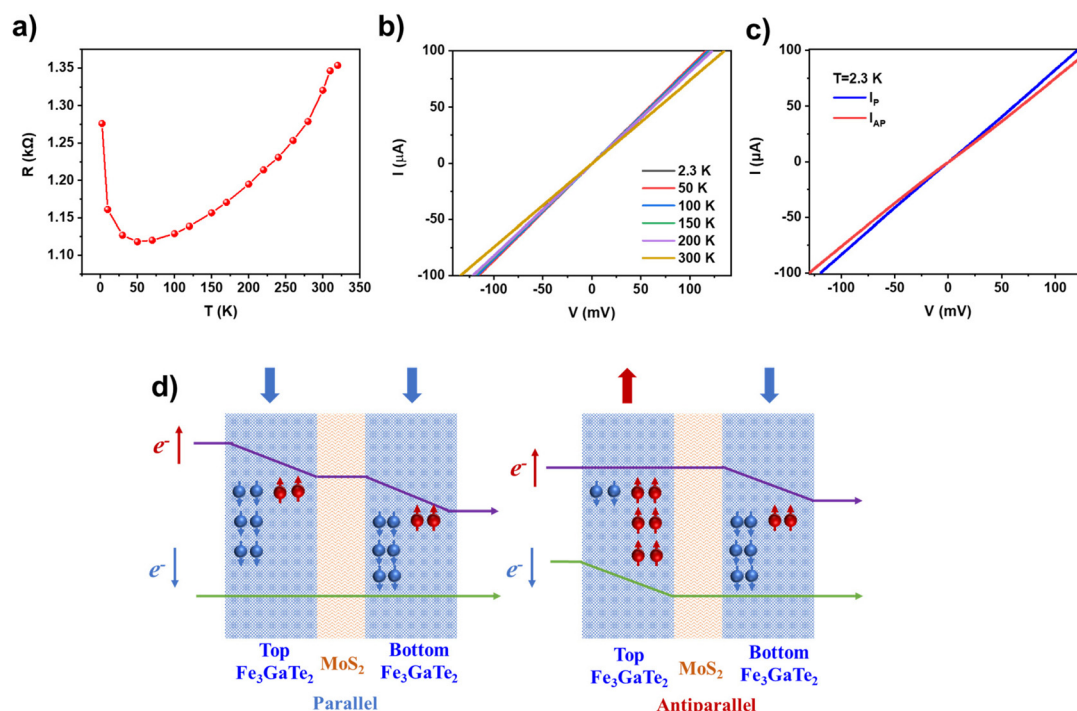 a)
R (kΩ)
1.35
1.30
1.25
1.20
1.15
1.10
0 50 100 150 200 250 300 350
T (K)
b)
I (μA)
100
50
0
-50
-100
2.3 K
50 K
100 K
150 K
200 K
300 K
-100 -50 0 50 100
V (mV)
c)
I (μA)
100
50
0
-50
-100
T=2.3 K
I_P
I_AP
-100 -50 0 50 100
V (mV)
d)
e⁻
e⁻
Top
Fe₃GaTe₂
MoS₂
Bottom
Fe₃GaTe₂
Parallel
e⁻
e⁻
Top
Fe₃GaTe₂
MoS₂
Bottom
Fe₃GaTe₂
Antiparallel